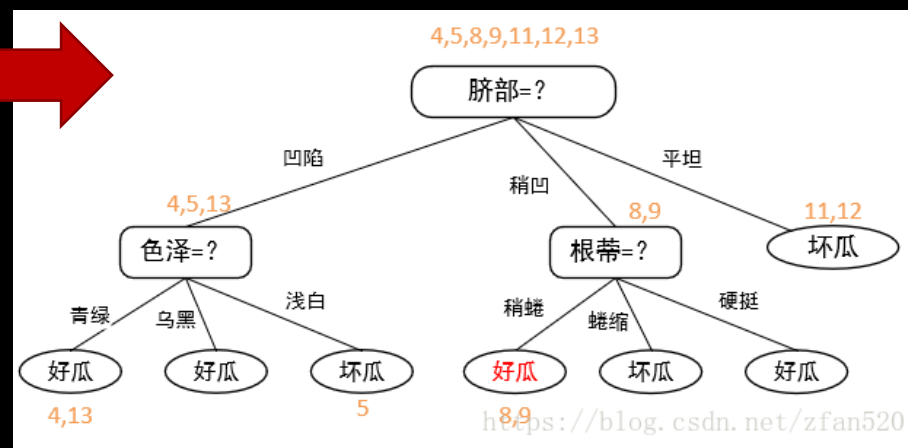 4,5,8,9,11,12,13
脐部=?
凹陷
稍凹
平坦
4,5,13
8,9
11,12
色泽=?
根蒂=?
坏瓜
青绿
乌黑
浅白
稍蜷
蜷缩
硬挺
好瓜
好瓜
坏瓜
好瓜
坏瓜
好瓜
4,13
5
8,9
https://blog.csdn.net/zfan520